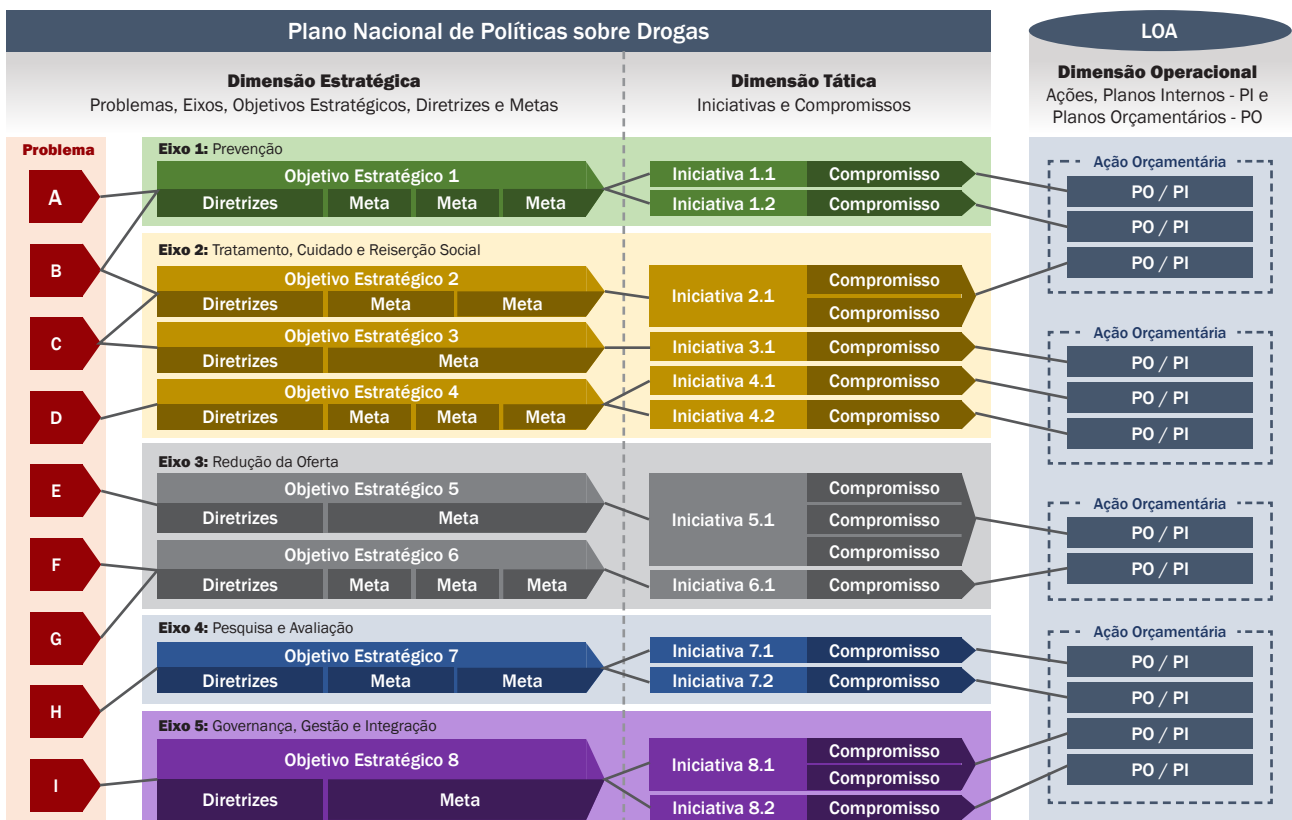 Plano Nacional de Políticas sobre Drogas
LOA
Dimensão Estratégica
Problemas, Eixos, Objetivos Estratégicos, Diretrizes e Metas
Dimensão Tática
Iniciativas e Compromissos
Dimensão Operacional
Ações, Planos Internos - PI e
Planos Orçamentários - PO
Problema
A
B
C
D
E
F
G
H
I
Eixo 1: Prevenção
Objetivo Estratégico 1
Diretrizes Meta Meta Meta
Iniciativa 1.1 Compromisso
Iniciativa 1.2 Compromisso
Eixo 2: Tratamento, Cuidado e Reiserção Social
Objetivo Estratégico 2
Diretrizes Meta Meta
Iniciativa 2.1
Compromisso
Compromisso
Objetivo Estratégico 3
Diretrizes Meta
Iniciativa 3.1 Compromisso
Objetivo Estratégico 4
Diretrizes Meta Meta Meta
Iniciativa 4.1 Compromisso
Iniciativa 4.2 Compromisso
Eixo 3: Redução da Oferta
Objetivo Estratégico 5
Diretrizes Meta
Iniciativa 5.1
Compromisso
Compromisso
Compromisso
Objetivo Estratégico 6
Diretrizes Meta Meta Meta
Iniciativa 6.1 Compromisso
Eixo 4: Pesquisa e Avaliação
Objetivo Estratégico 7
Diretrizes Meta Meta
Iniciativa 7.1 Compromisso
Iniciativa 7.2 Compromisso
Eixo 5: Governança, Gestão e Integração
Objetivo Estratégico 8
Diretrizes Meta
Iniciativa 8.1
Compromisso
Compromisso
Iniciativa 8.2 Compromisso
Ação Orçamentária
PO / PI
PO / PI
PO / PI
Ação Orçamentária
PO / PI
PO / PI
PO / PI
Ação Orçamentária
PO / PI
PO / PI
Ação Orçamentária
PO / PI
PO / PI
PO / PI
PO / PI